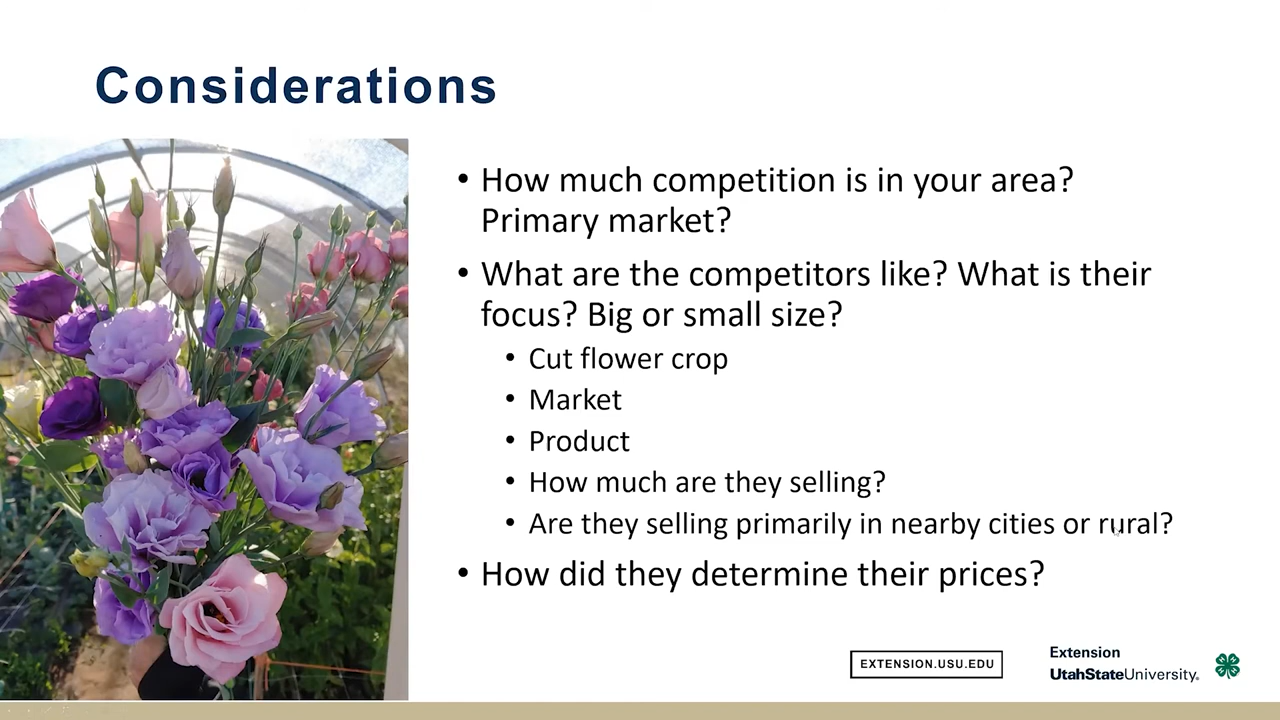 Considerations
• How much competition is in your area?
Primary market?
• What are the competitors like? What is their
focus? Big or small size?
• Cut flower crop
• Market
• Product
• How much are they selling?
• Are they selling primarily in nearby cities or rural?
• How did they determine their prices?
EXTENSION.USU.EDU
Extension
UtahStateUniversity.